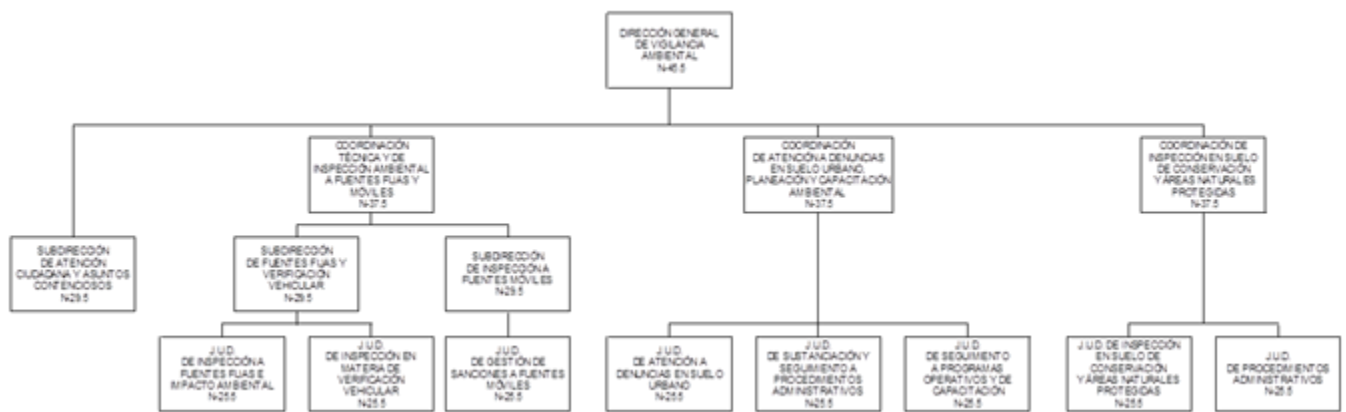 DIRECCIÓN GENERAL
DE VIGILANCIA
AMBIENTAL
N-45.5
COORDINACIÓN
TÉCNICA Y DE
INSPECCIÓN AMBIENTAL
A FUENTES FIJAS Y
MÓVILES
N-37.5
COORDINACIÓN
DE ATENCIÓN A DENUNCIAS
EN SUELO URBANO,
PLANEACIÓN Y CAPACITACIÓN
AMBIENTAL
N-37.5
COORDINACIÓN DE
INSPECCIÓN EN SUELO
DE CONSERVACIÓN
Y ÁREAS NATURALES
PROTEGIDAS
N-37.5
SUBDIRECCIÓN
DE ATENCIÓN
CIUDADANA Y ASUNTOS
CONTENCIOSOS
N-29.5
SUBDIRECCIÓN
DE FUENTES FIJAS Y
VERIFICACIÓN
VEHICULAR
N-29.5
SUBDIRECCIÓN
DE INSPECCIÓN A
FUENTES MÓVILES
N-29.5
J.U.D.
DE INSPECCIÓN A
FUENTES FIJAS E
IMPACTO AMBIENTAL
N-25.5
J.U.D.
DE INSPECCIÓN EN
MATERIA DE
VERIFICACIÓN
VEHICULAR
N-25.5
J.U.D.
DE GESTIÓN DE
SANCIONES A FUENTES
MÓVILES
N-25.5
J.U.D.
DE ATENCIÓN A
DENUNCIAS EN SUELO
URBANO
N-25.5
J.U.D.
DE SUSTANCIACIÓN Y
SEGUIMIENTO A
PROCEDIMIENTOS
ADMINISTRATIVOS
N-25.5
J.U.D.
DE SEGUIMIENTO
A PROGRAMAS
OPERATIVOS Y DE
CAPACITACIÓN
N-25.5
J.U.D. DE INSPECCIÓN
EN SUELO DE
CONSERVACIÓN
Y ÁREAS NATURALES
PROTEGIDAS
N-25.5
J.U.D.
DE PROCEDIMIENTOS
ADMINISTRATIVOS
N-25.5